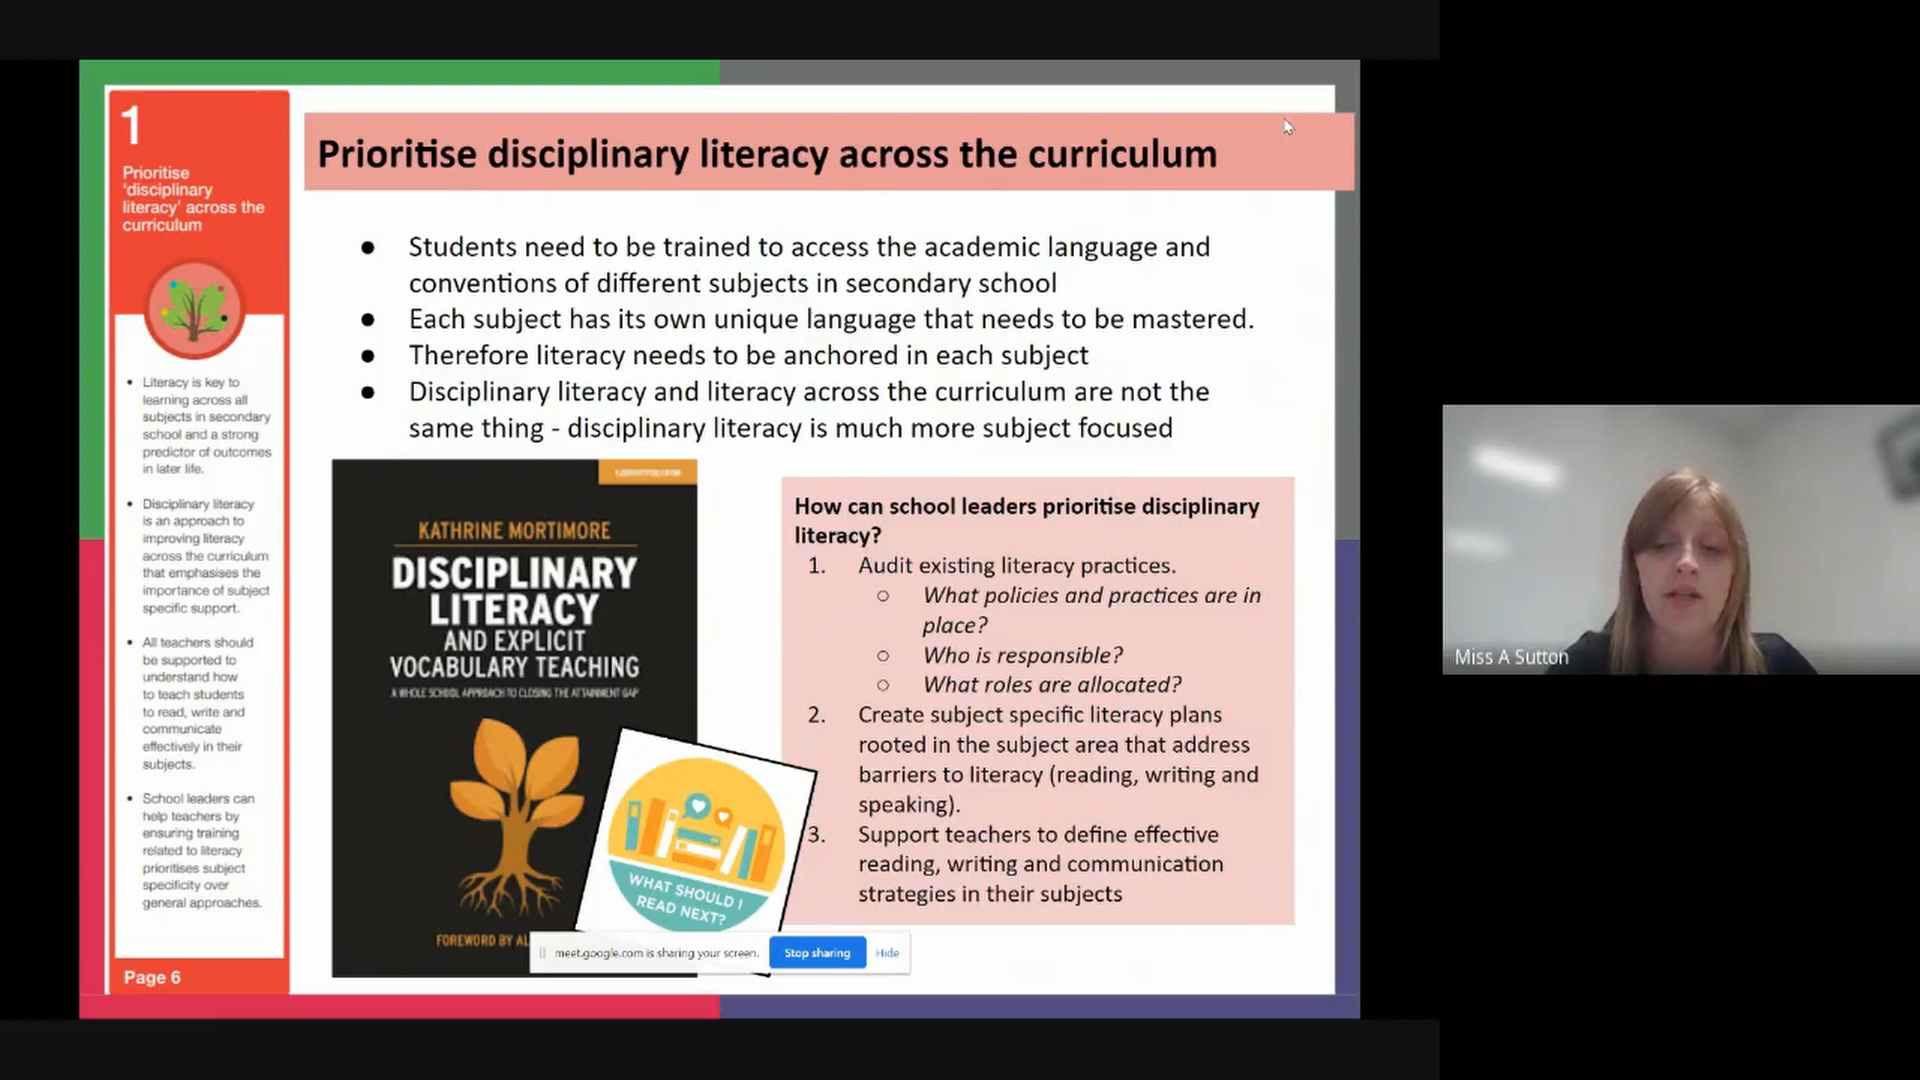 1
Prioritise
‘disciplinary
literacy’ across the
curriculum
Literacy is key to
learning across all
subjects in secondary
school and a strong
predictor of outcomes
in later life.
Disciplinary literacy
is an approach to
improving literacy
across the curriculum
that emphasises the
importance of subject
specific support.
All teachers should
be supported to
understand how
to teach students
to read, write and
communicate
effectively in their
subjects.
School leaders can
help teachers by
ensuring training
related to literacy
prioritises subject
specificity over
general approaches.
Page 6
Prioritise disciplinary literacy across the curriculum
● Students need to be trained to access the academic language and
conventions of different subjects in secondary school
● Each subject has its own unique language that needs to be mastered.
● Therefore literacy needs to be anchored in each subject
● Disciplinary literacy and literacy across the curriculum are not the
same thing - disciplinary literacy is much more subject focused
KATHRINE MORTIMORE
DISCIPLINARY
LITERACY
AND EXPLICIT
VOCABULARY TEACHING
A WHOLE SCHOOL APPROACH TO CLOSING THE ATTAINMENT GAP
FOREWORD BY
WHAT SHOULD I
READ NEXT?
How can school leaders prioritise disciplinary
literacy?
1. Audit existing literacy practices.
○ What policies and practices are in
place?
○ Who is responsible?
○ What roles are allocated?
2. Create subject specific literacy plans
rooted in the subject area that address
barriers to literacy (reading, writing and
speaking).
3. Support teachers to define effective
reading, writing and communication
strategies in their subjects
meet.google.com is sharing your screen. Stop sharing Hide
Miss A Sutton